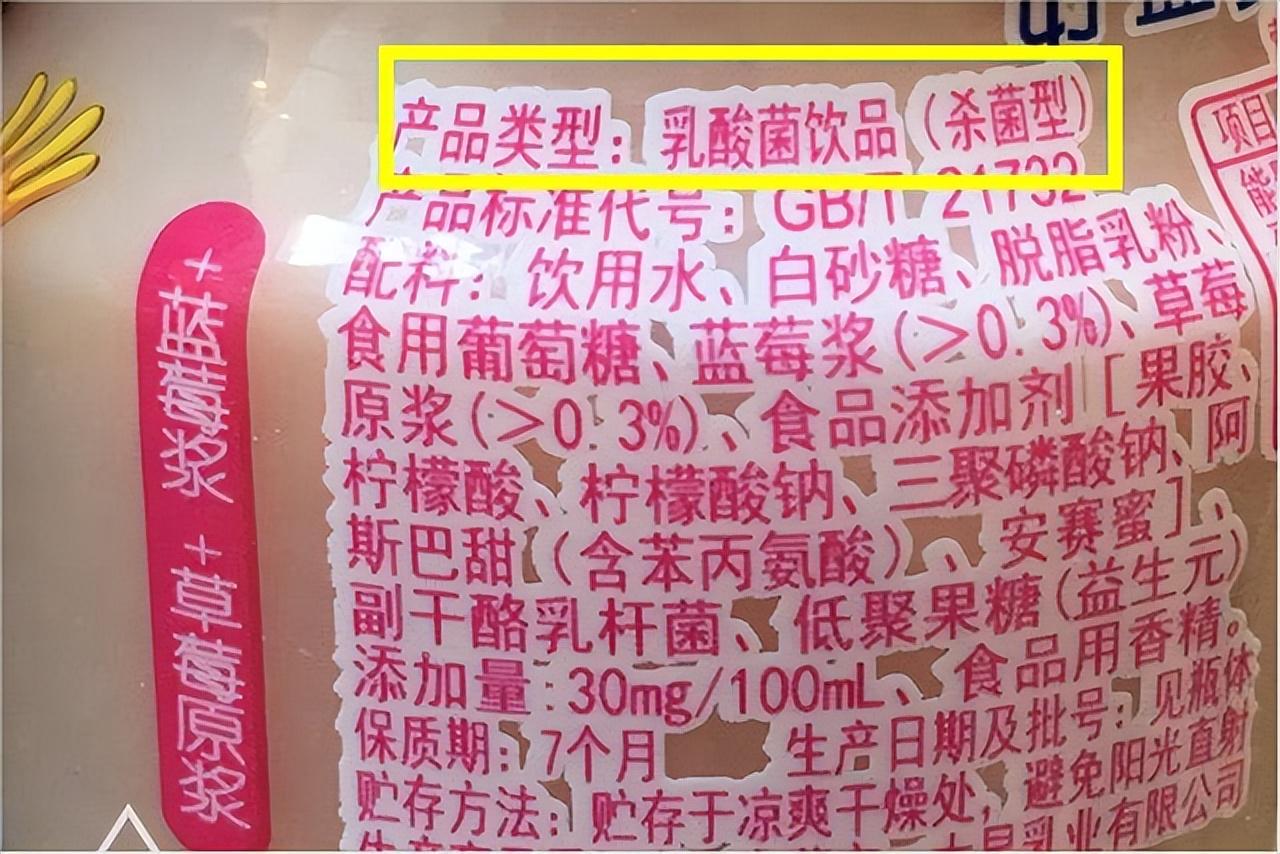 产品类型：乳酸菌饮品（杀菌型）
产品标准代号：GB/T 21732
配料：饮用水、白砂糖、脱脂乳粉、
食用葡萄糖、蓝莓浆(>0.3%)、草莓
原浆(>0.3%)、食品添加剂［果胶、
柠檬酸、柠檬酸钠、三聚磷酸钠、阿
斯巴甜（含苯丙氨酸）、安赛蜜］、
副干酪乳杆菌、低聚果糖(益生元)
添加量:30mg/100mL、食品用香精。
保质期：7个月 生产日期及批号：见瓶体
贮存方法：贮存于凉爽干燥处，避免阳光直射
乳业有限公司
+蓝莓浆 +草莓原浆
项目